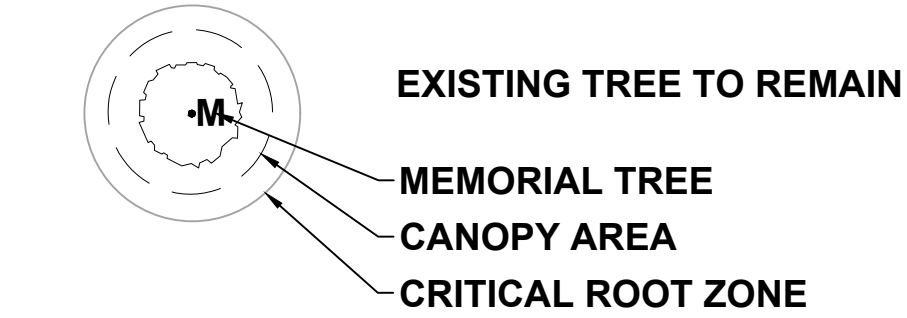 EXISTING TREE TO REMAIN
M
MEMORIAL TREE
CANOPY AREA
CRITICAL ROOT ZONE